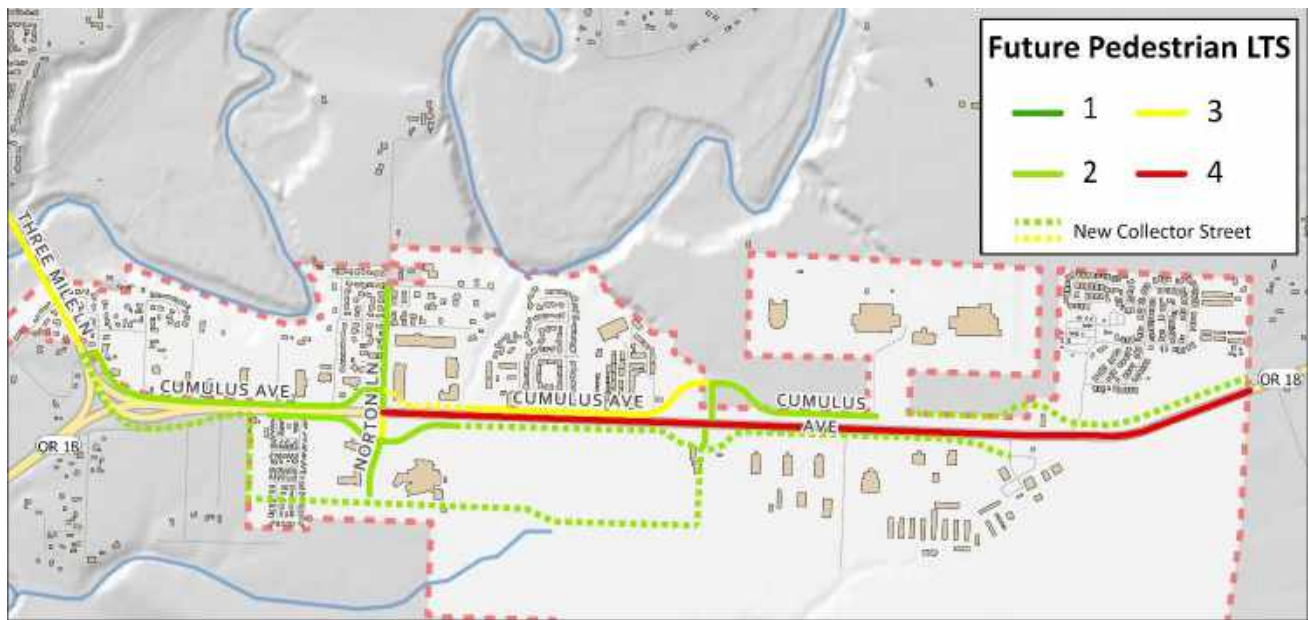 Future Pedestrian LTS
1 3
2 4
New Collector Street
THREE MILE LN
CUMULUS AVE
NORTON LN
CUMULUS AVE
CUMULUS
AVE
OR 18
OR 18